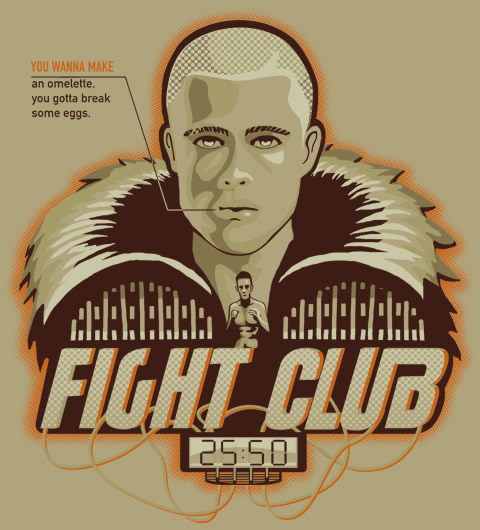 YOU WANNA MAKE
an omelette,
you gotta break
some eggs.
FIGHT CLUB
25:50